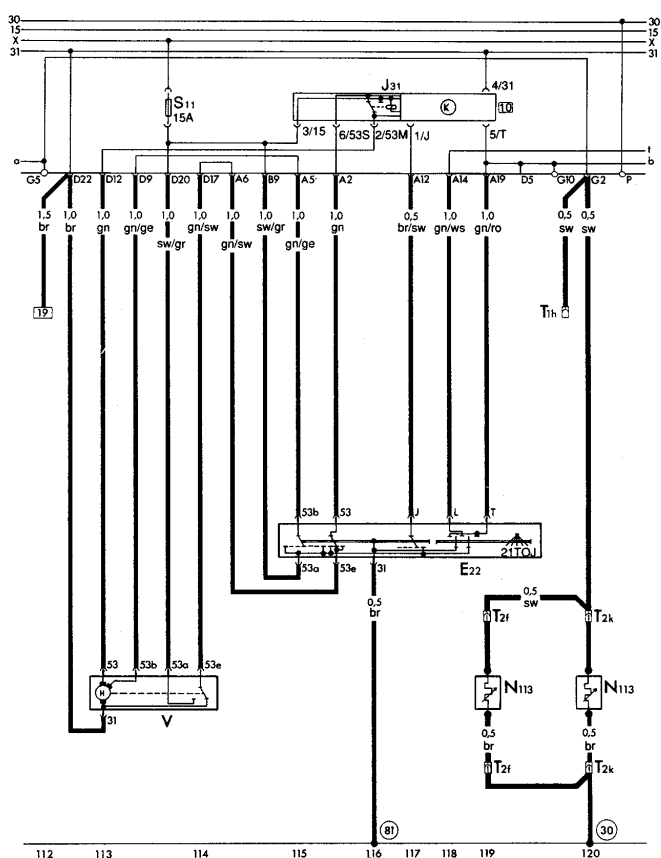 30 30
15 15
X X
31 31
J31 4/31
S11
15A
K 10
3/15 6/53S 2/53M 1/J 5/T
f
a b
G5 D22 D12 D9 D20 D17 A6 B9 A5 A2 A12 A14 A19 D5 G10 G2 P
1,5 1,0 1,0 1,0 1,0 1,0 1,0 1,0 1,0 1,0 0,5 1,0 1,0 0,5 0,5
br br gn gn/ge sw/gr gn/sw gn/sw sw/gr gn/ge gn br/sw gn/ws gn/ro sw sw
19 T1h
53b 53 J L T
21TOJ
53a 53e 31 E22
0,5
br
0,5
sw
T2f T2k
53 53b 53a 53e
N113 N113
M
31 V
0,5 0,5
br br
T2f T2k
81 30
112 113 114 115 116 117 118 119 120